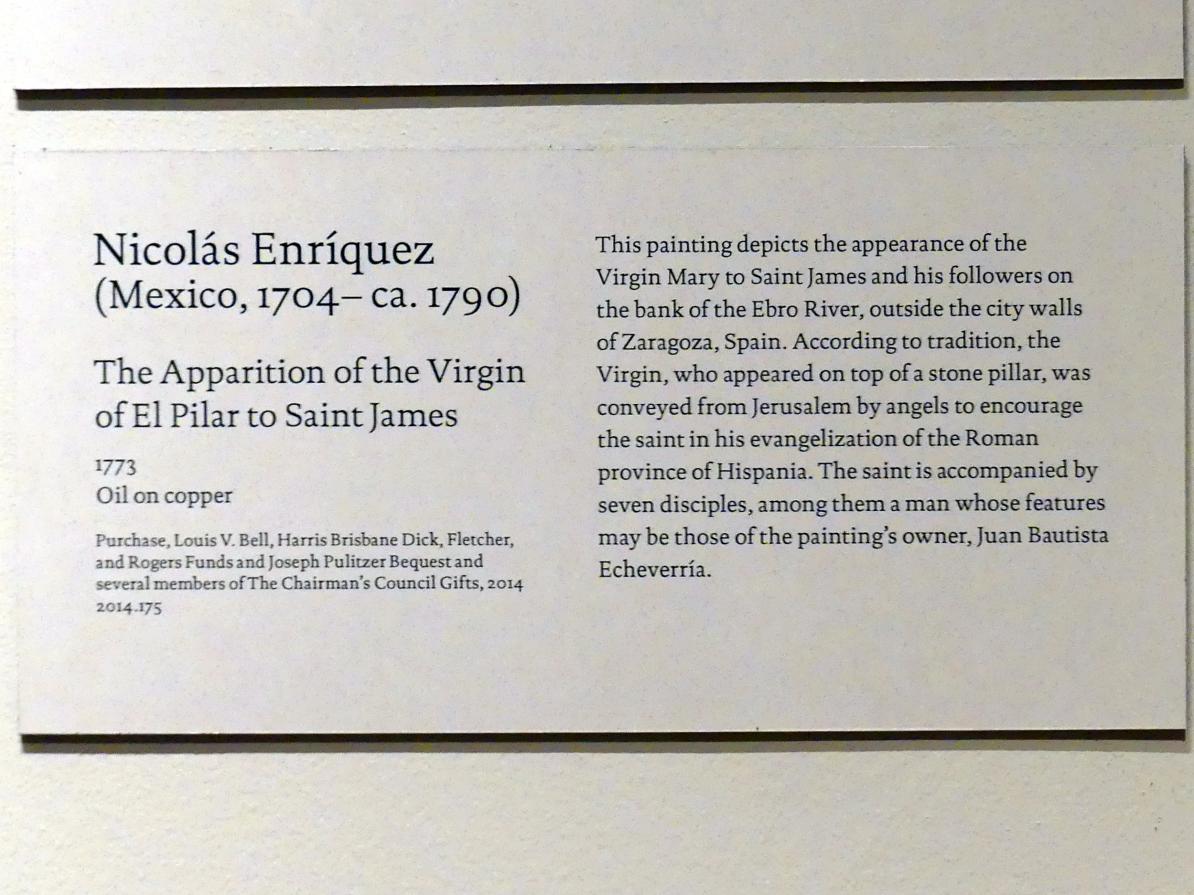 Nicolás Enríquez
(Mexico, 1704– ca. 1790)
The Apparition of the Virgin
of El Pilar to Saint James
1773
Oil on copper
Purchase, Louis V. Bell, Harris Brisbane Dick, Fletcher,
and Rogers Funds and Joseph Pulitzer Bequest and
several members of The Chairman's Council Gifts, 2014
2014.175
This painting depicts the appearance of the
Virgin Mary to Saint James and his followers on
the bank of the Ebro River, outside the city walls
of Zaragoza, Spain. According to tradition, the
Virgin, who appeared on top of a stone pillar, was
conveyed from Jerusalem by angels to encourage
the saint in his evangelization of the Roman
province of Hispania. The saint is accompanied by
seven disciples, among them a man whose features
may be those of the painting's owner, Juan Bautista
Echeverría.